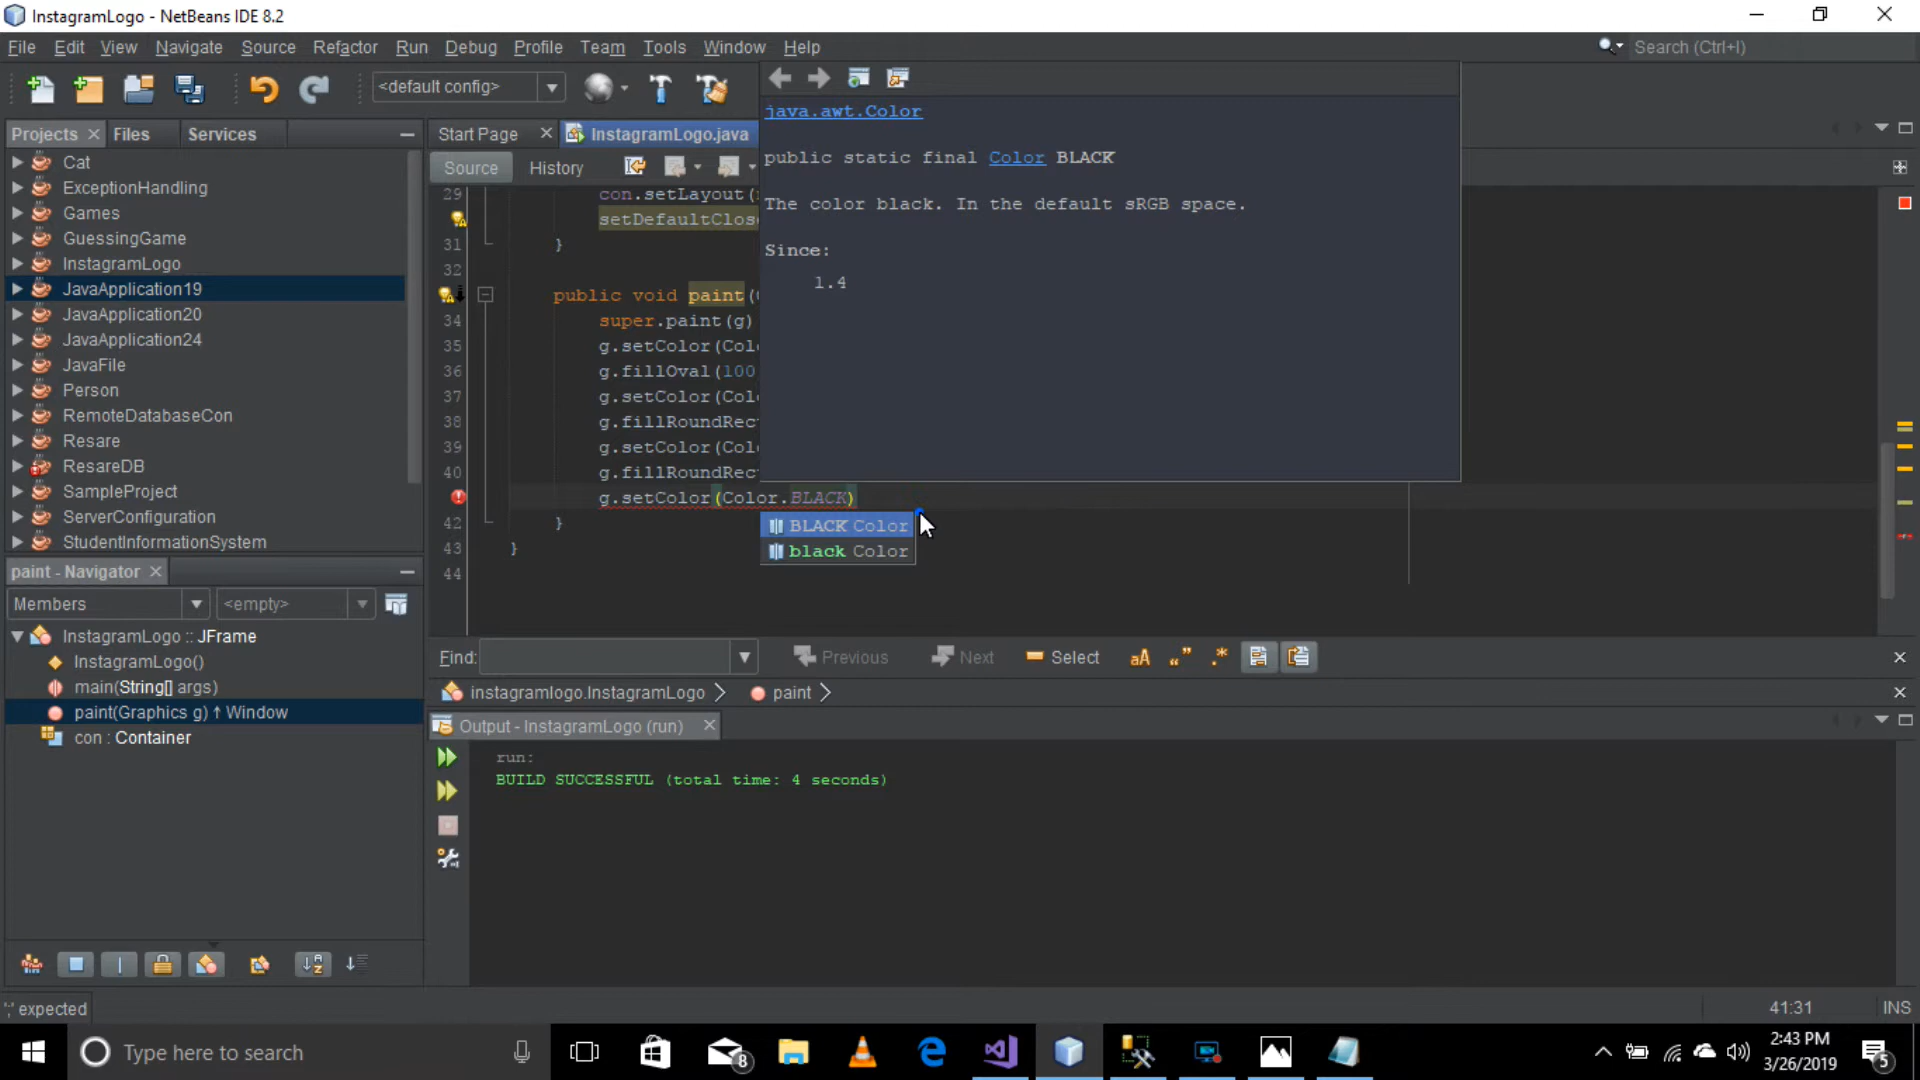 InstagramLogo - NetBeans IDE 8.2
File Edit View Navigate Source Refactor Run Debug Profile Team Tools Window Help
Search (Ctrl+I)
<default config>
Projects Files Services
Cat
ExceptionHandling
Games
GuessingGame
InstagramLogo
JavaApplication19
JavaApplication20
JavaApplication24
JavaFile
Person
RemoteDatabaseCon
Resare
ResareDB
SampleProject
ServerConfiguration
StudentInformationSystem
paint - Navigator
Members <empty>
InstagramLogo :: JFrame
InstagramLogo()
main(String[] args)
paint(Graphics g) ↑ Window
con : Container
Start Page InstagramLogo.java
Source History
29 con.setLayout(
setDefaultClos
31 }
32
public void paint(
34 super.paint(g)
35 g.setColor(Col
36 g.fillOval(100
37 g.setColor(Col
38 g.fillRoundRec
39 g.setColor(Col
40 g.fillRoundRec
g.setColor(Color.BLACK)
42 }
43 }
44
java.awt.Color
public static final Color BLACK
The color black. In the default sRGB space.
Since:
1.4
BLACK Color
black Color
Find: Previous Next Select aA
instagramlogo.InstagramLogo paint
Output - InstagramLogo (run)
run:
BUILD SUCCESSFUL (total time: 4 seconds)
';' expected
41:31 INS
Type here to search
8
2:43 PM
3/26/2019
5